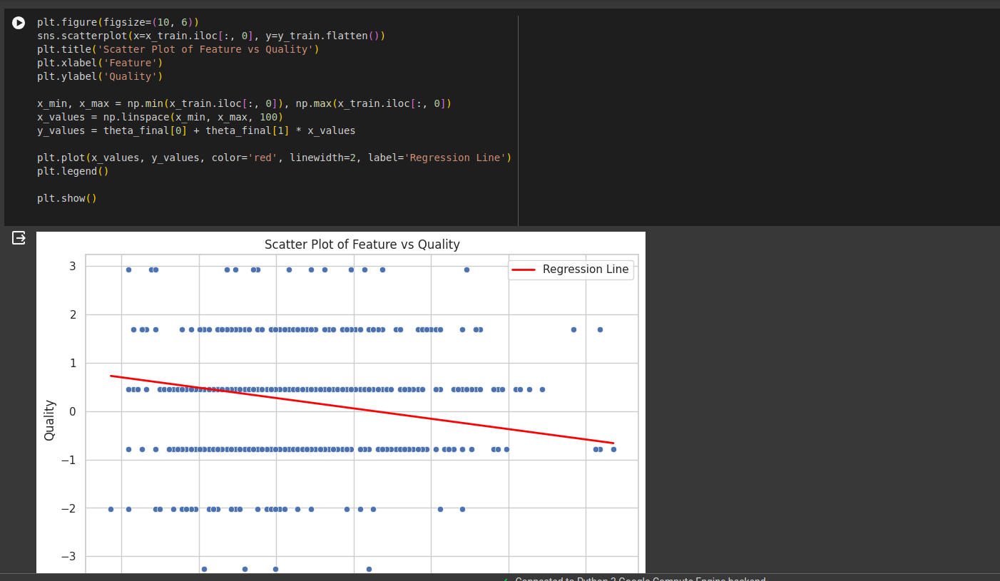 plt.figure(figsize=(10, 6))
sns.scatterplot(x=x_train.iloc[:, 0], y=y_train.flatten())
plt.title('Scatter Plot of Feature vs Quality')
plt.xlabel('Feature')
plt.ylabel('Quality')
x_min, x_max = np.min(x_train.iloc[:, 0]), np.max(x_train.iloc[:, 0])
x_values = np.linspace(x_min, x_max, 100)
y_values = theta_final[0] + theta_final[1] * x_values
plt.plot(x_values, y_values, color='red', linewidth=2, label='Regression Line')
plt.legend()
plt.show()
Scatter Plot of Feature vs Quality
Regression Line
3
2
1
0
−1
−2
−3
Quality
Connected to Python 3 Google Compute Engine backend